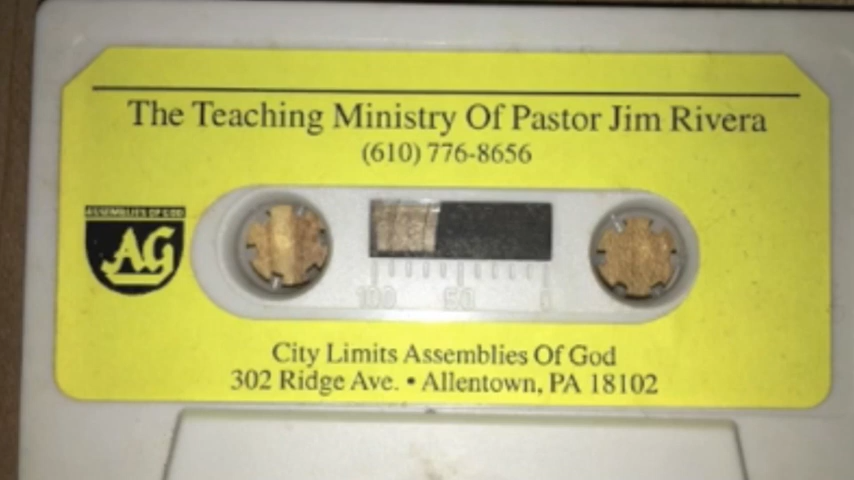 The Teaching Ministry Of Pastor Jim Rivera
(610) 776-8656
ASSEMBLIES OF GOD
AG
100 50 0
City Limits Assemblies Of God
302 Ridge Ave. • Allentown, PA 18102